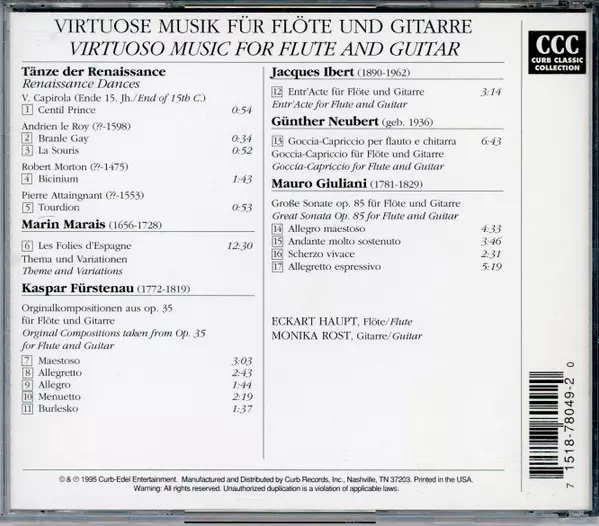 VIRTUOSE MUSIK FÜR FLÖTE UND GITARRE
VIRTUOSO MUSIC FOR FLUTE AND GUITAR
Tänze der Renaissance
Renaissance Dances
V. Capirola (Ende 15. Jh./End of 15th C.)
1 Centil Prince 0:54
Andrien le Roy (??-1598)
2 Branle Gay 0:34
3 La Souris 0:52
Robert Morton (??-1475)
4 Bicinium 1:43
Pierre Attaingnant (??-1553)
5 Tourdion 0:53
Marin Marais (1656-1728)
6 Les Folies d'Espagne 12:30
Thema und Variationen
Theme and Variations
Kaspar Fürstenau (1772-1819)
Orginalkompositionen aus op. 35
für Flöte und Gitarre
Orginal Compositions taken from Op. 35
for Flute and Guitar
7 Maestoso 3:03
8 Allegretto 2:43
9 Allegro 1:44
10 Menuetto 2:19
11 Burlesko 1:37
Jacques Ibert (1890-1962)
12 Entr'Acte für Flöte und Gitarre 3:14
Entr'Acte for Flute and Guitar
Günther Neubert (geb. 1936)
13 Goccia-Capriccio per flauto e chitarra 6:43
Goccia-Capriccio für Flöte und Gitarre
Goccia-Capriccio for Flute and Guitar
Mauro Giuliani (1781-1829)
Große Sonate op. 85 für Flöte und Gitarre
Great Sonata Op. 85 for Flute and Guitar
14 Allegro maestoso 4:33
15 Andante molto sostenuto 3:46
16 Scherzo vivace 2:31
17 Allegretto espressivo 5:19
ECKART HAUPT, Flöte/Flute
MONIKA ROST, Gitarre/Guitar
CCC
CURB CLASSIC
COLLECTION
7 15187-8049-2 0
© & ℗ 1995 Curb-Edel Entertainment. Manufactured and Distributed by Curb Records, Inc., Nashville, TN 37203. Printed in the USA.
Warning: All rights reserved. Unauthorized duplication is a violation of applicable laws.